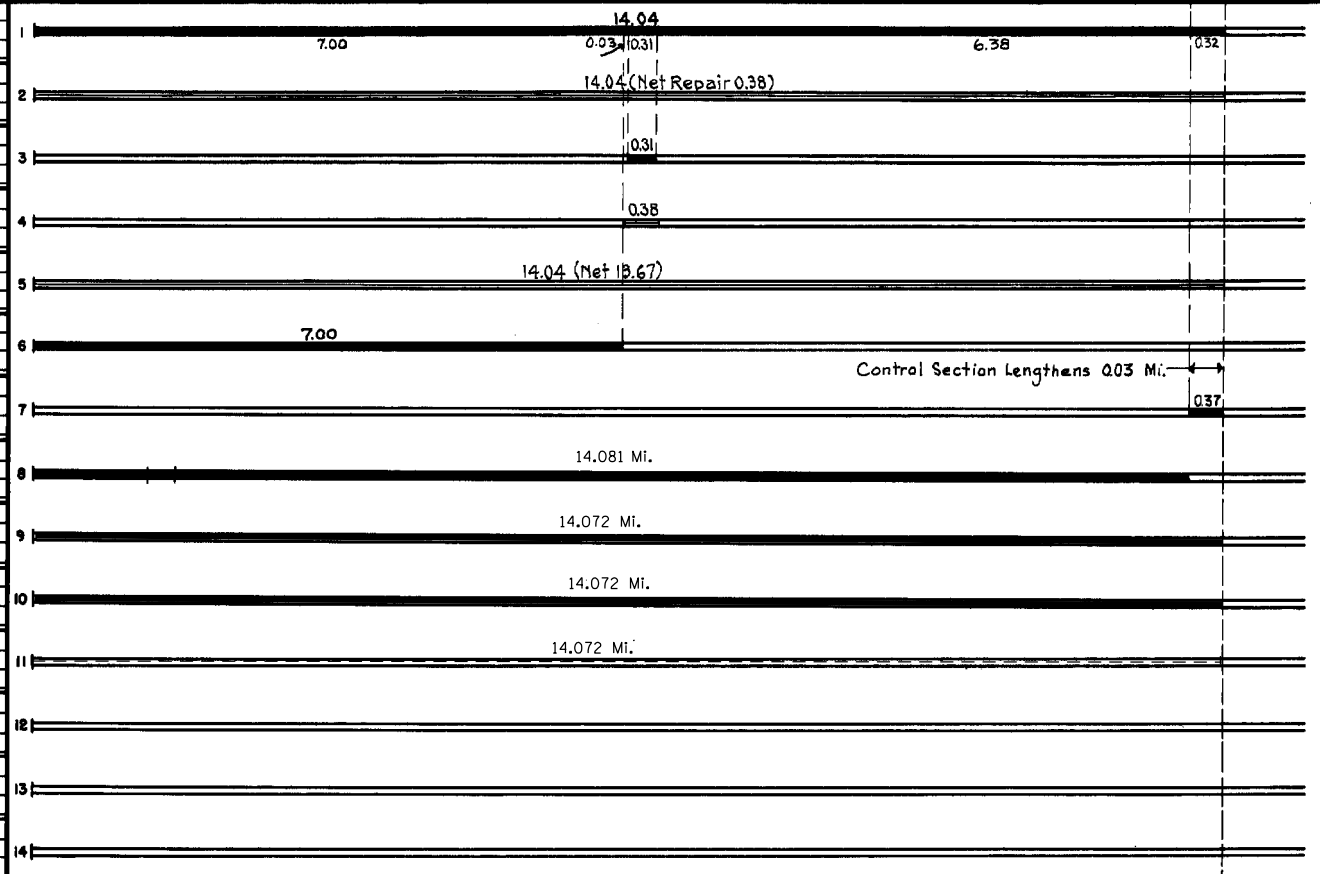 14.04
1
7.00 0.03 0.31 6.38 0.32
14.04 (Net Repair 0.38)
2
0.31
3
0.38
4
14.04 (Net 13.67)
5
7.00
6
Control Section Lengthens 0.03 Mi.
0.37
7
14.081 Mi.
8
14.072 Mi.
9
14.072 Mi.
10
14.072 Mi.
11
12
13
14